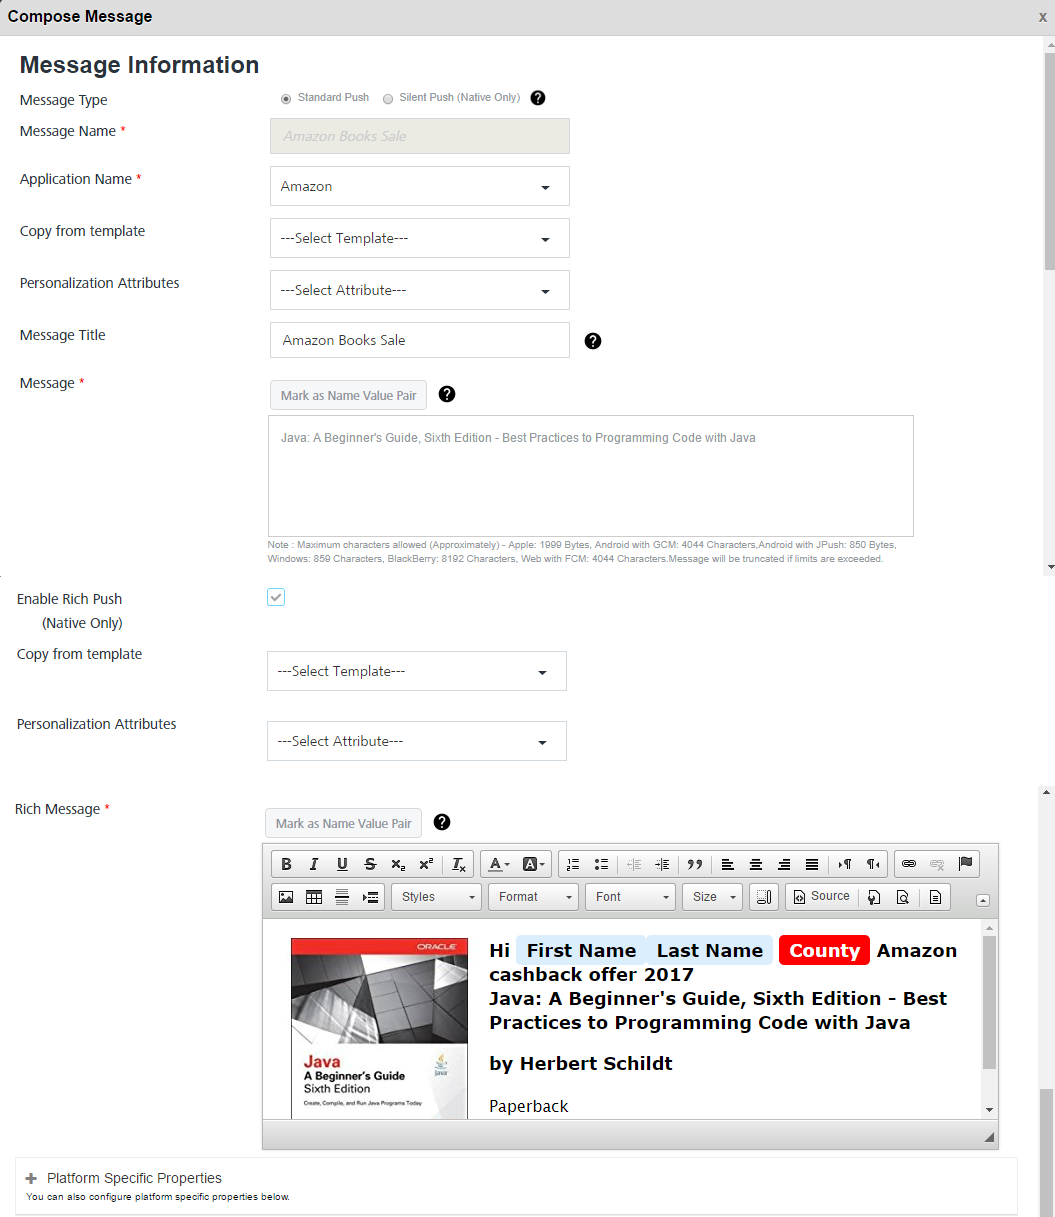 Compose Message x
Message Information
Message Type Standard Push Silent Push (Native Only) ?
Message Name * Amazon Books Sale
Application Name * Amazon
Copy from template ---Select Template---
Personalization Attributes ---Select Attribute---
Message Title Amazon Books Sale ?
Message * Mark as Name Value Pair ?
Java: A Beginner's Guide, Sixth Edition - Best Practices to Programming Code with Java
Note : Maximum characters allowed (Approximately) - Apple: 1999 Bytes, Android with GCM: 4044 Characters,Android with JPush: 850 Bytes,
Windows: 859 Characters, BlackBerry: 8192 Characters, Web with FCM: 4044 Characters.Message will be truncated if limits are exceeded.
Enable Rich Push
(Native Only)
Copy from template ---Select Template---
Personalization Attributes ---Select Attribute---
Rich Message * Mark as Name Value Pair ?
B I U S x₂ x² Tx A A
Styles Format Font Size Source
ORACLE
Java
A Beginner's Guide
Sixth Edition
Create, Compile, and Run Java Programs Today
Java
Hi First Name Last Name County Amazon
cashback offer 2017
Java: A Beginner's Guide, Sixth Edition - Best
Practices to Programming Code with Java
by Herbert Schildt
Paperback
+ Platform Specific Properties
You can also configure platform specific properties below.